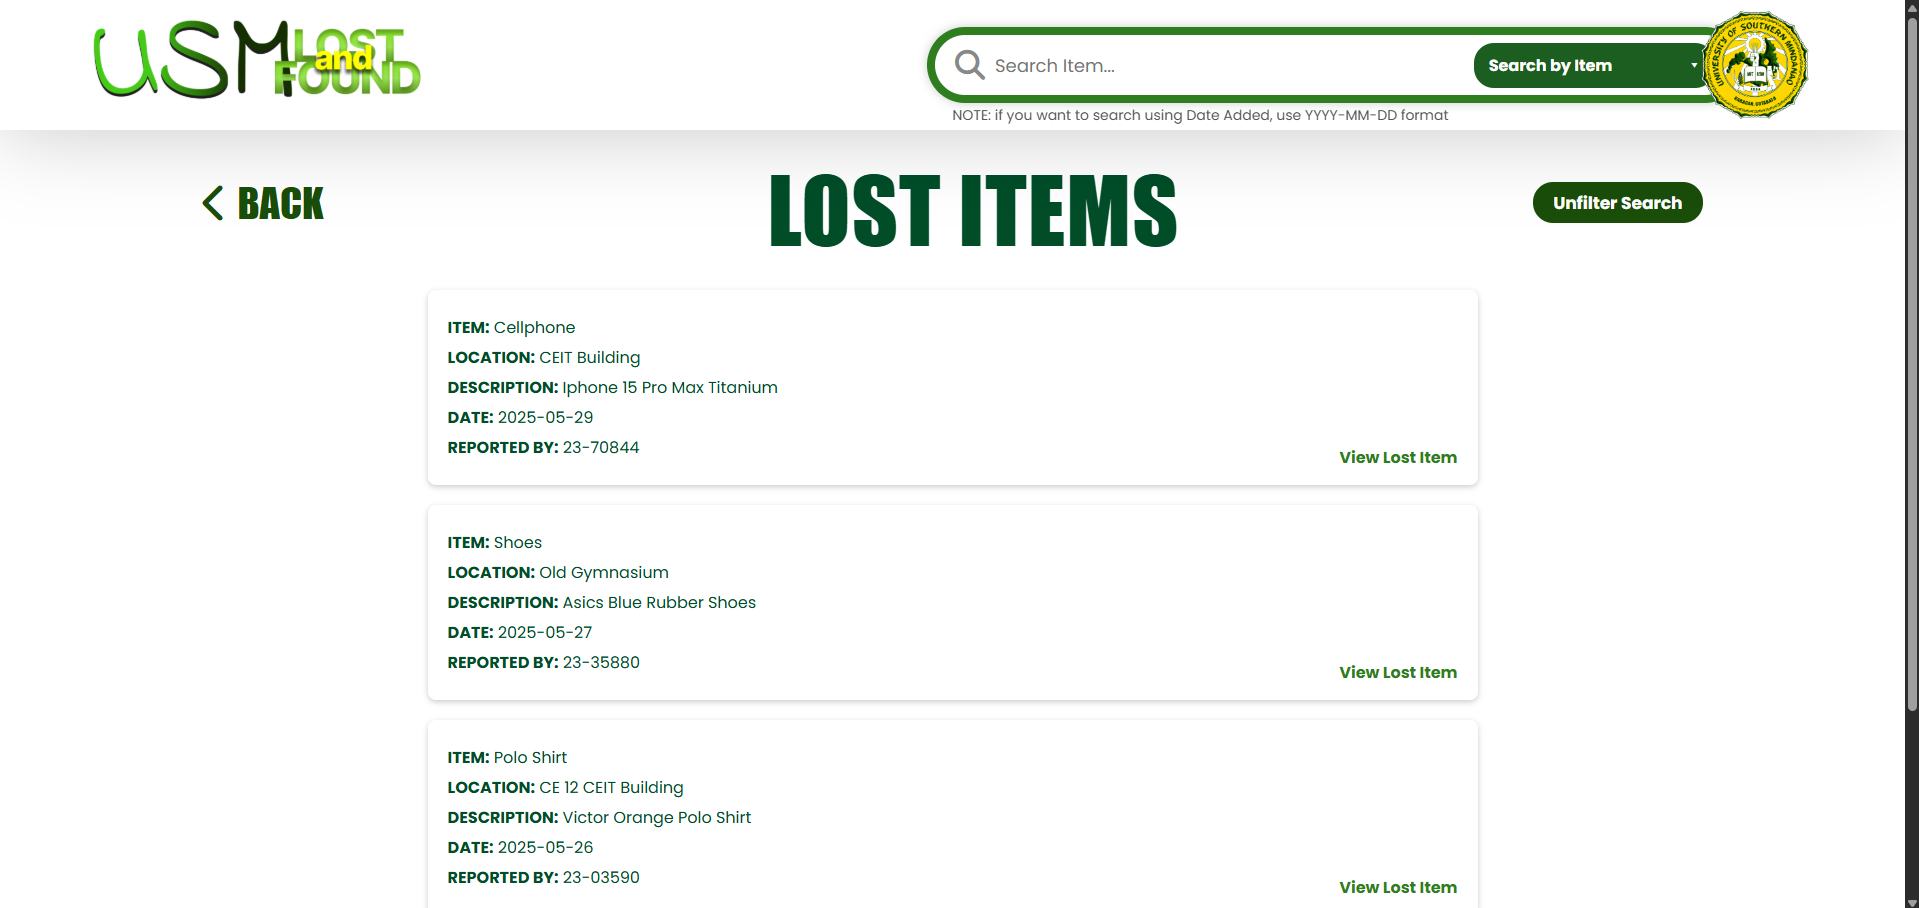 USM LOST and FOUND
Search Item...
Search by Item
UNIVERSITY OF SOUTHERN MINDANAO
NOTE: if you want to search using Date Added, use YYYY-MM-DD format
BACK
LOST ITEMS
Unfilter Search
ITEM: Cellphone
LOCATION: CEIT Building
DESCRIPTION: Iphone 15 Pro Max Titanium
DATE: 2025-05-29
REPORTED BY: 23-70844
View Lost Item
ITEM: Shoes
LOCATION: Old Gymnasium
DESCRIPTION: Asics Blue Rubber Shoes
DATE: 2025-05-27
REPORTED BY: 23-35880
View Lost Item
ITEM: Polo Shirt
LOCATION: CE 12 CEIT Building
DESCRIPTION: Victor Orange Polo Shirt
DATE: 2025-05-26
REPORTED BY: 23-03590
View Lost Item